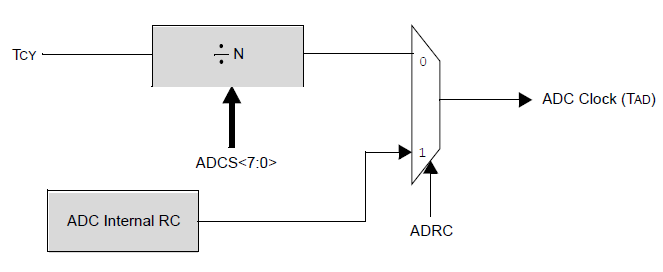 TCY
÷ N
0
ADC Clock (TAD)
1
ADCS<7:0>
ADC Internal RC
ADRC